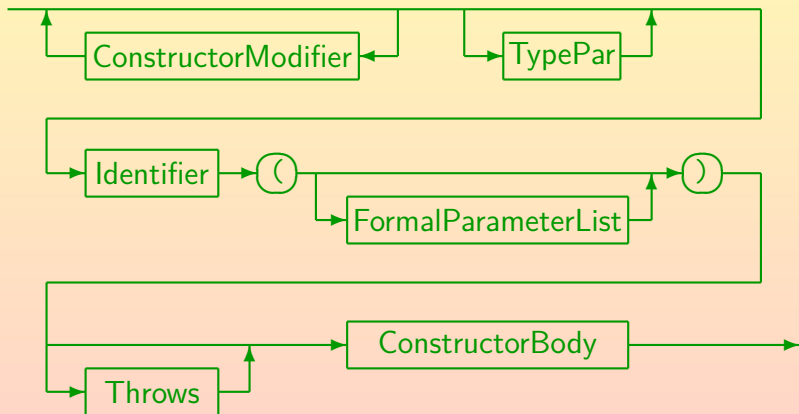 ConstructorModifier TypePar
Identifier ( )
FormalParameterList
ConstructorBody
Throws